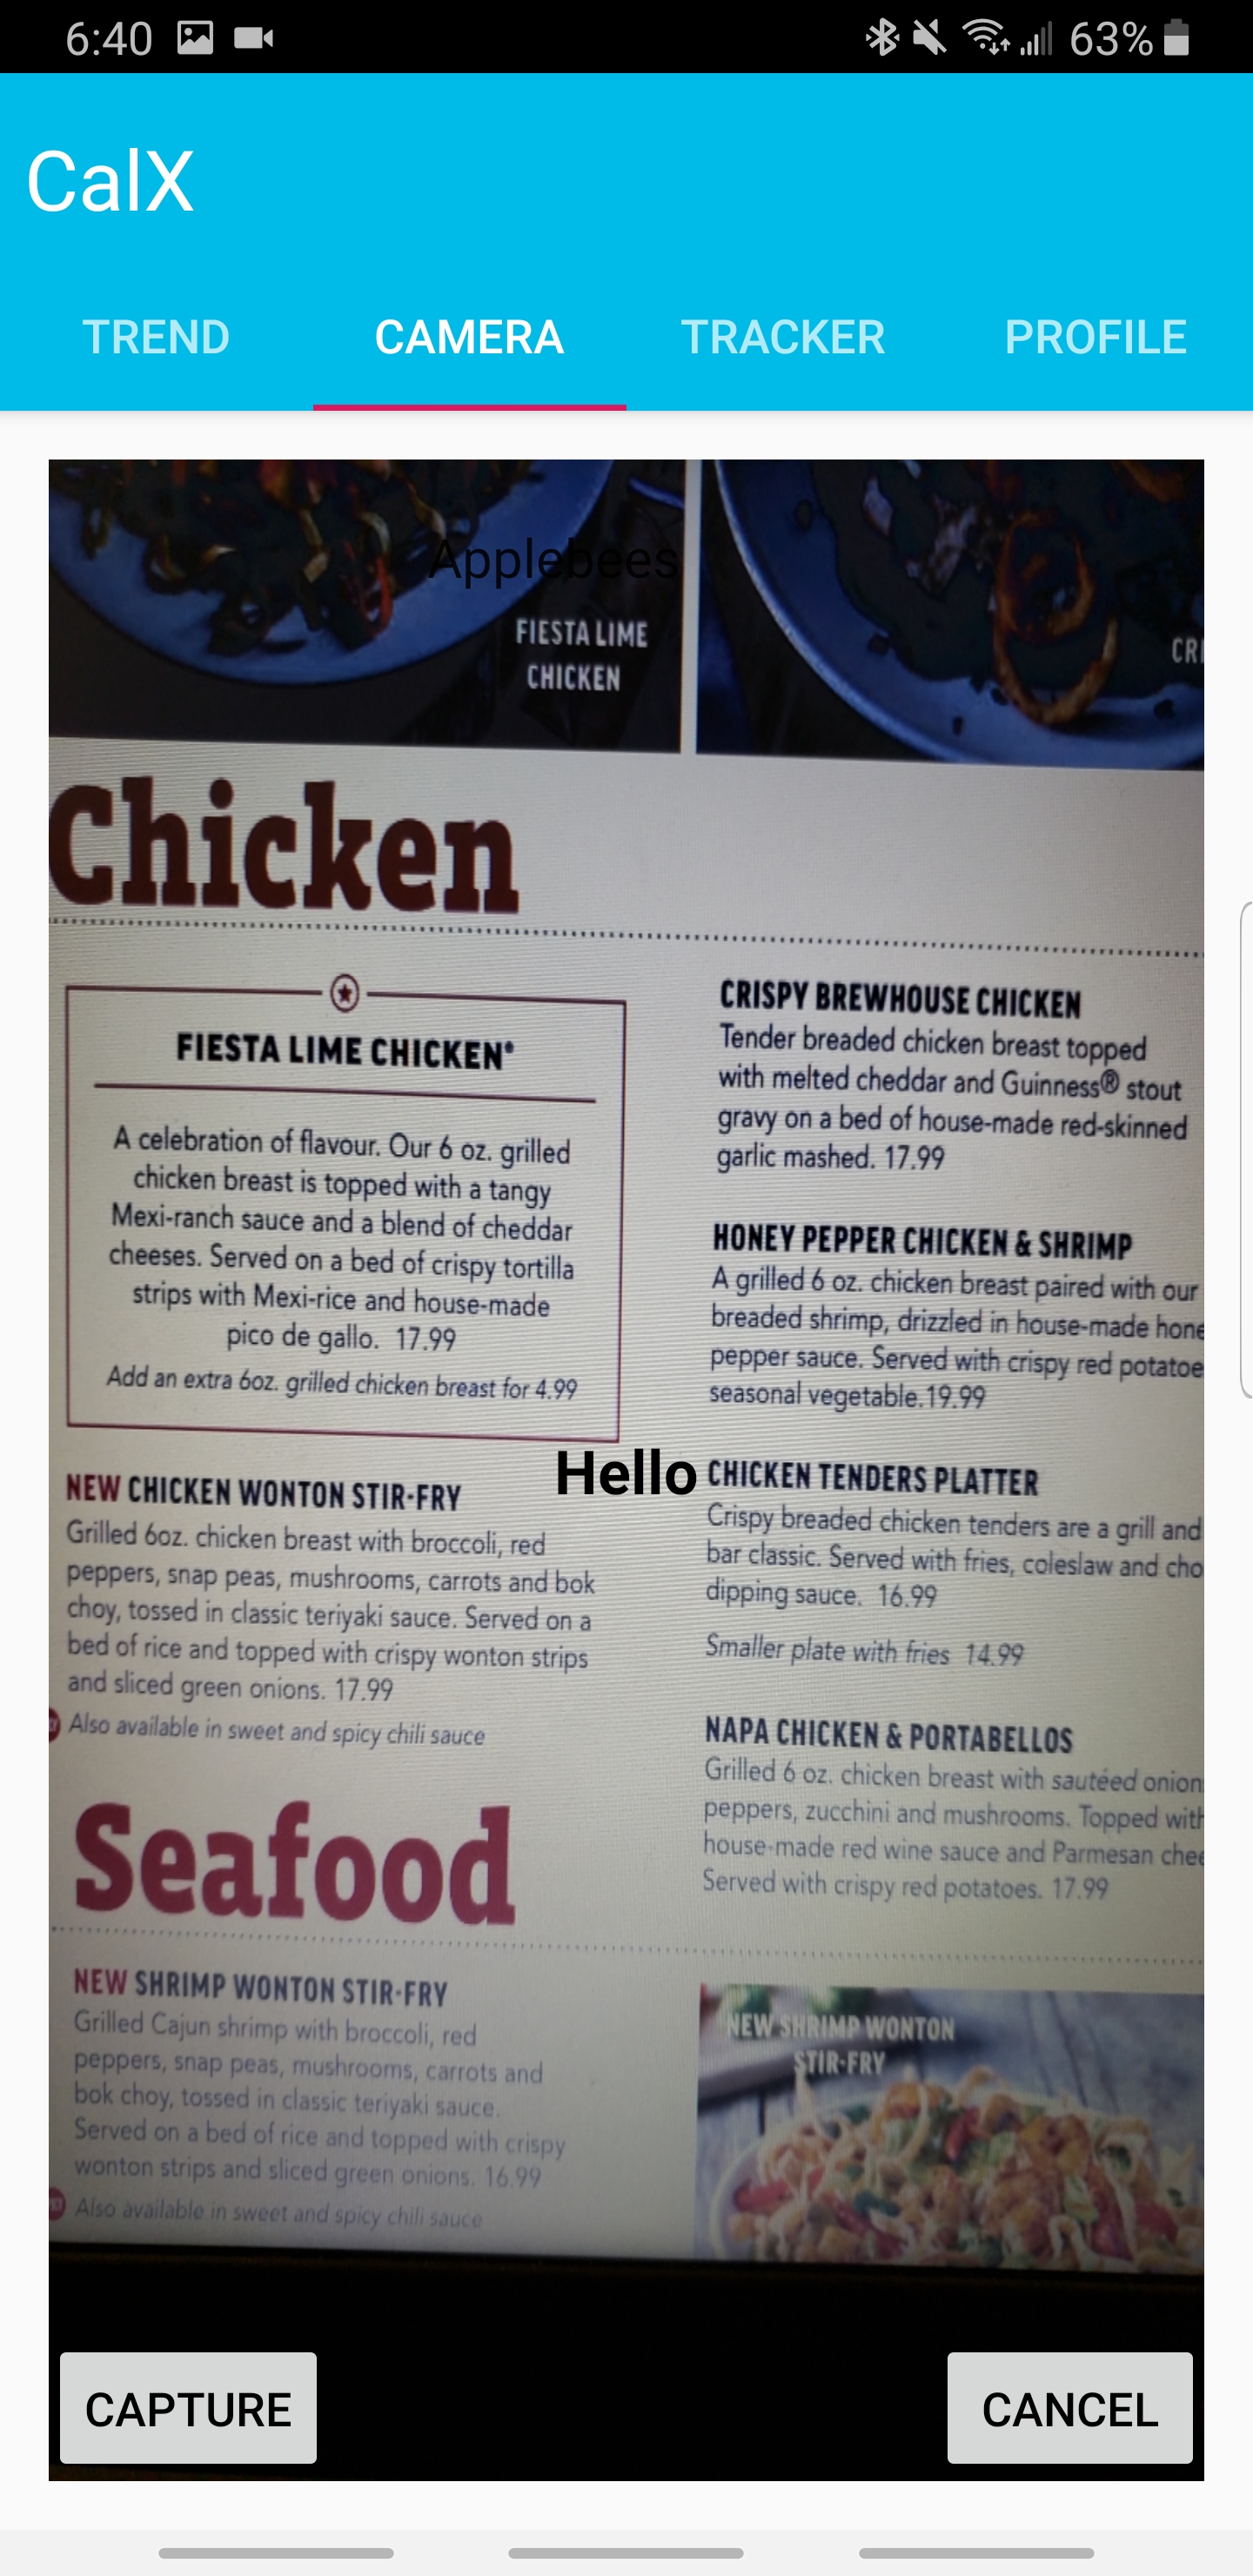 6:40
63%
CalX
TREND
CAMERA
TRACKER
PROFILE
Applebees
FIESTA LIME
CHICKEN
CRI
Chicken
FIESTA LIME CHICKEN®
A celebration of flavour. Our 6 oz. grilled
chicken breast is topped with a tangy
Mexi-ranch sauce and a blend of cheddar
cheeses. Served on a bed of crispy tortilla
strips with Mexi-rice and house-made
pico de gallo. 17.99
Add an extra 6oz. grilled chicken breast for 4.99
NEW CHICKEN WONTON STIR-FRY
Grilled 6oz. chicken breast with broccoli, red
peppers, snap peas, mushrooms, carrots and bok
choy, tossed in classic teriyaki sauce. Served on a
bed of rice and topped with crispy wonton strips
and sliced green onions. 17.99
Also available in sweet and spicy chili sauce
CRISPY BREWHOUSE CHICKEN
Tender breaded chicken breast topped
with melted cheddar and Guinness® stout
gravy on a bed of house-made red-skinned
garlic mashed. 17.99
HONEY PEPPER CHICKEN & SHRIMP
A grilled 6 oz. chicken breast paired with our
breaded shrimp, drizzled in house-made hone
pepper sauce. Served with crispy red potatoe
seasonal vegetable.19.99
Hello
CHICKEN TENDERS PLATTER
Crispy breaded chicken tenders are a grill and
bar classic. Served with fries, coleslaw and cho
dipping sauce. 16.99
Smaller plate with fries 14.99
NAPA CHICKEN & PORTABELLOS
Grilled 6 oz. chicken breast with sautéed onion
peppers, zucchini and mushrooms. Topped with
house-made red wine sauce and Parmesan chee
Served with crispy red potatoes. 17.99
Seafood
NEW SHRIMP WONTON STIR-FRY
Grilled Cajun shrimp with broccoli, red
peppers, snap peas, mushrooms, carrots and
bok choy, tossed in classic teriyaki sauce.
Served on a bed of rice and topped with crispy
wonton strips and sliced green onions. 16.99
Also available in sweet and spicy chili sauce
NEW SHRIMP WONTON
STIR-FRY
CAPTURE
CANCEL